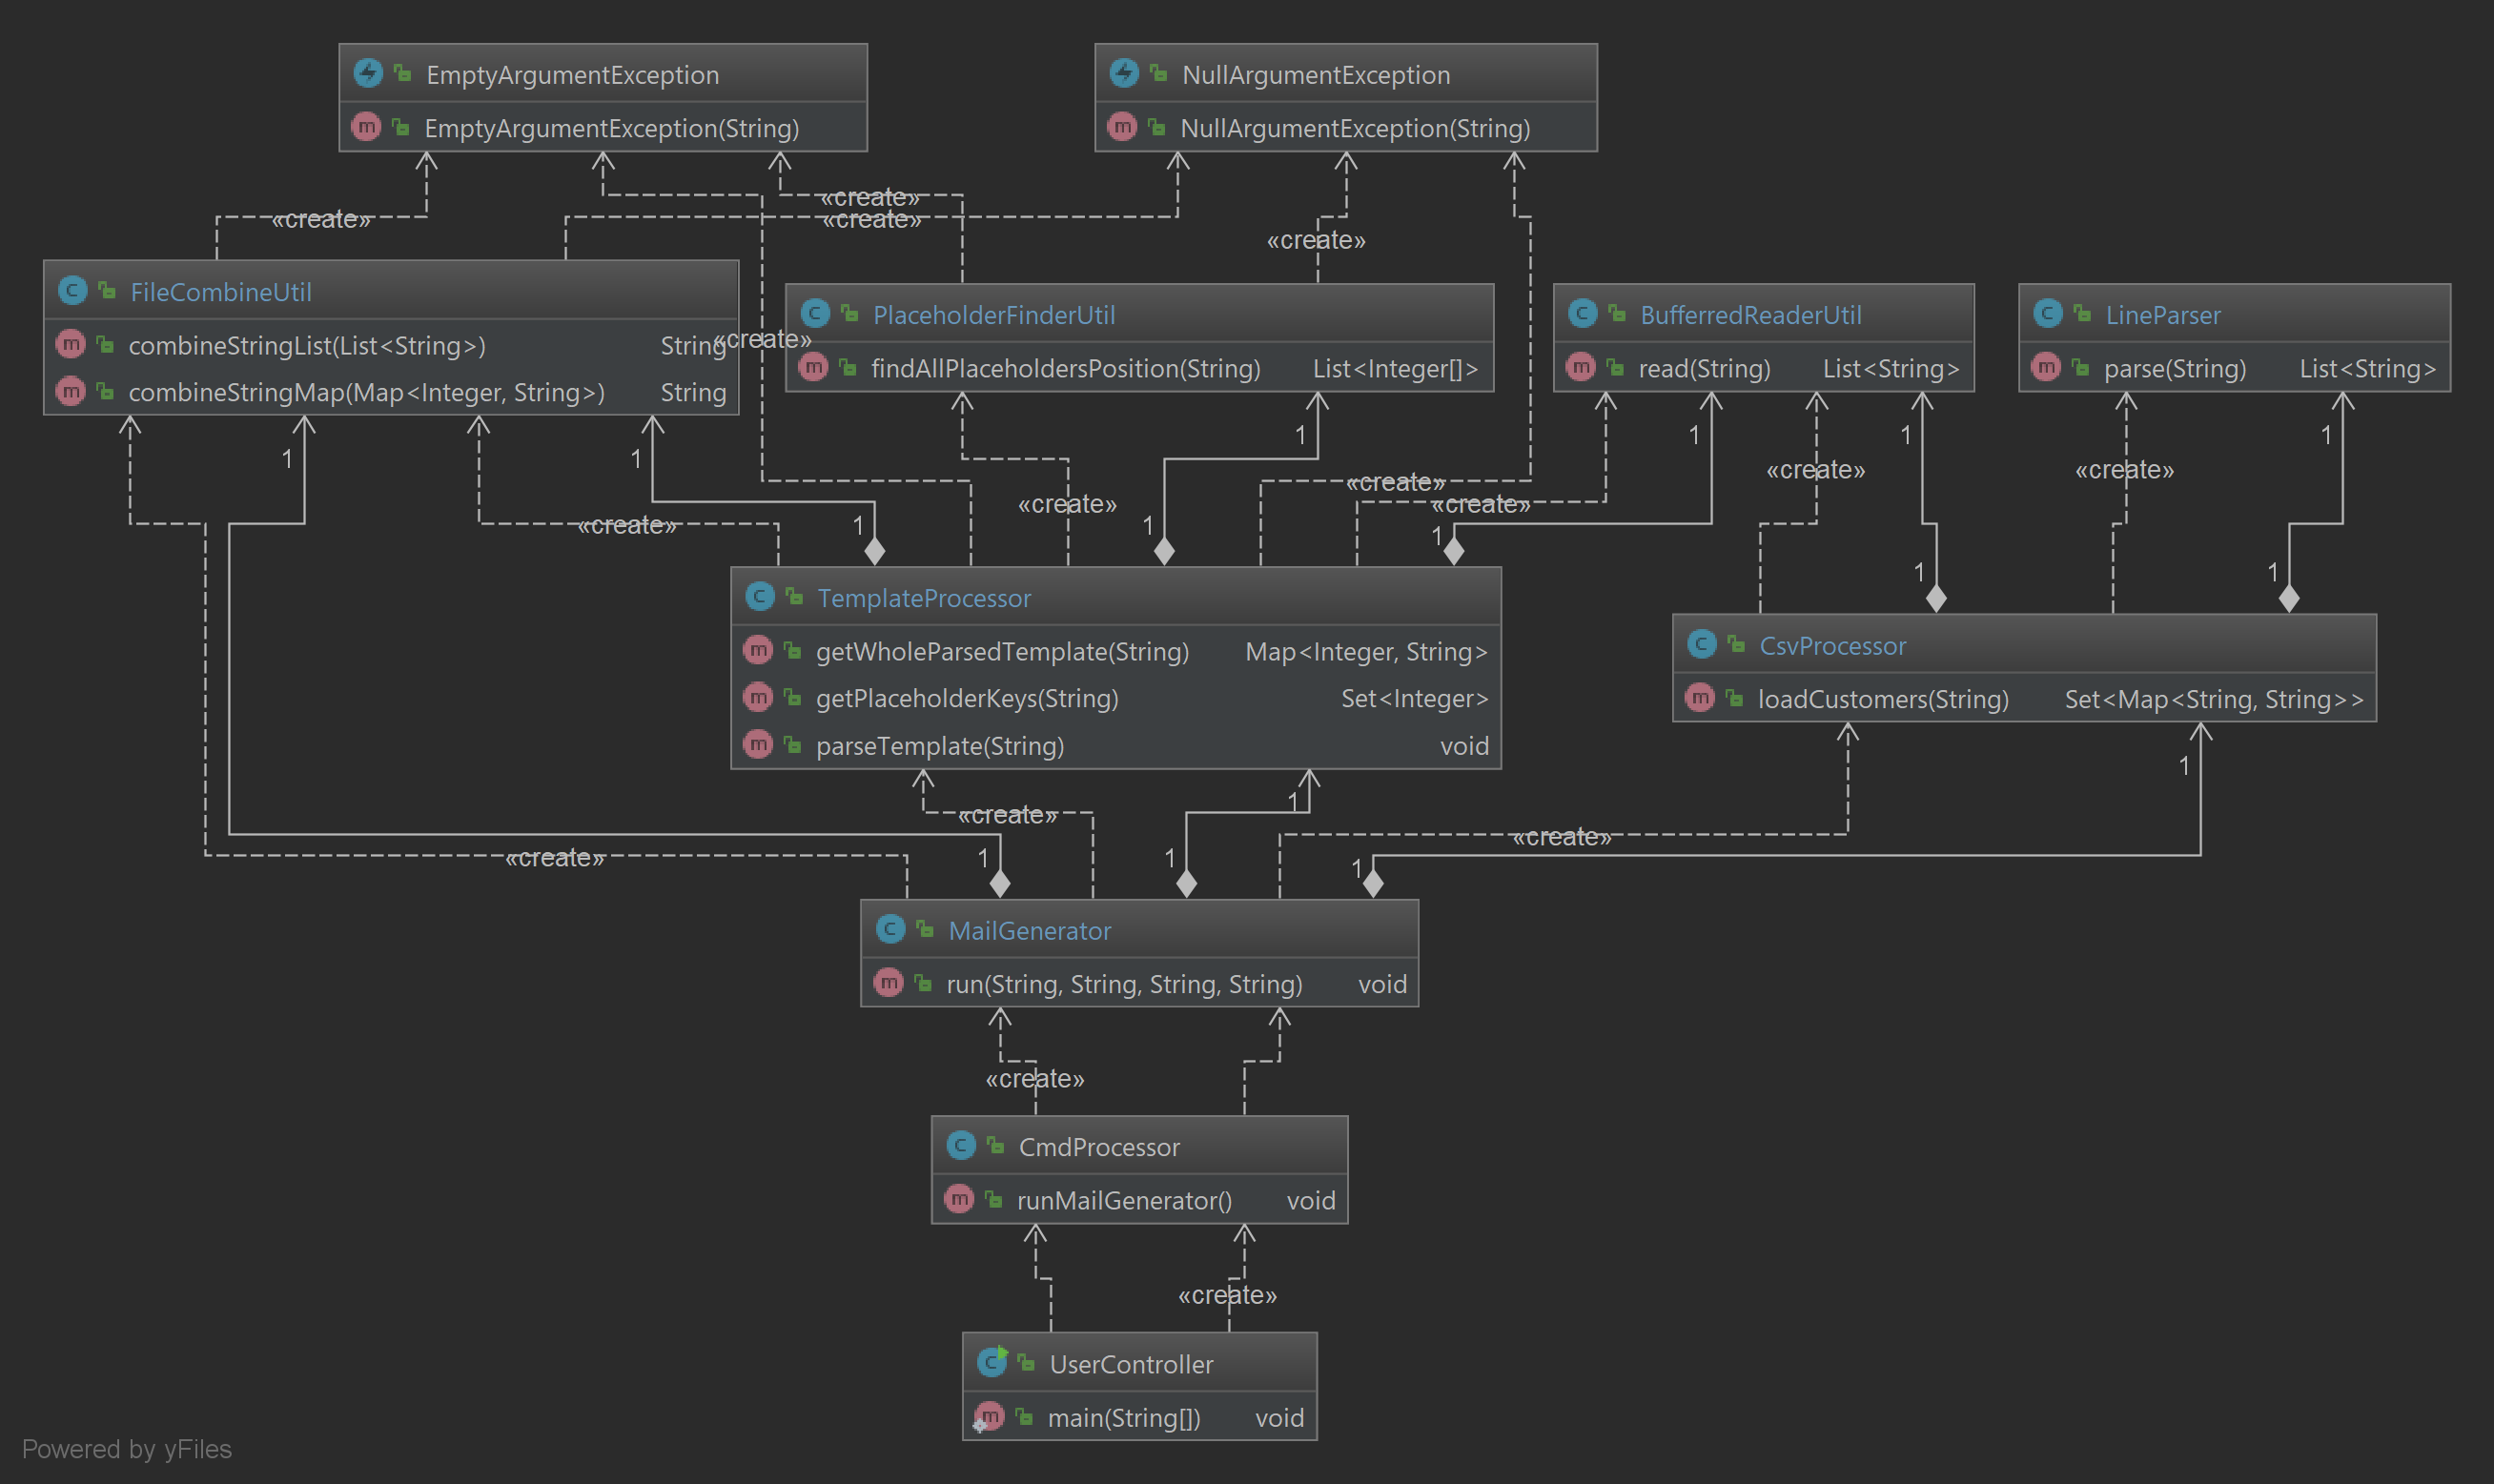 EmptyArgumentException
EmptyArgumentException(String)
NullArgumentException
NullArgumentException(String)
«create»
«create»
«create»
«create»
FileCombineUtil
combineStringList(List<String>) String
combineStringMap(Map<Integer, String>) String
«create»
PlaceholderFinderUtil
findAllPlaceholdersPosition(String) List<Integer[]>
BufferredReaderUtil
read(String) List<String>
LineParser
parse(String) List<String>
1
1
1
1
1
1
«create»
«create»
«create»
«create»
«create»
«create»
1
1
1
1
1
TemplateProcessor
getWholeParsedTemplate(String) Map<Integer, String>
getPlaceholderKeys(String) Set<Integer>
parseTemplate(String) void
CsvProcessor
loadCustomers(String) Set<Map<String, String>>
1
1
«create»
«create»
«create»
1
1
1
MailGenerator
run(String, String, String, String) void
«create»
CmdProcessor
runMailGenerator() void
«create»
UserController
main(String[]) void
Powered by yFiles